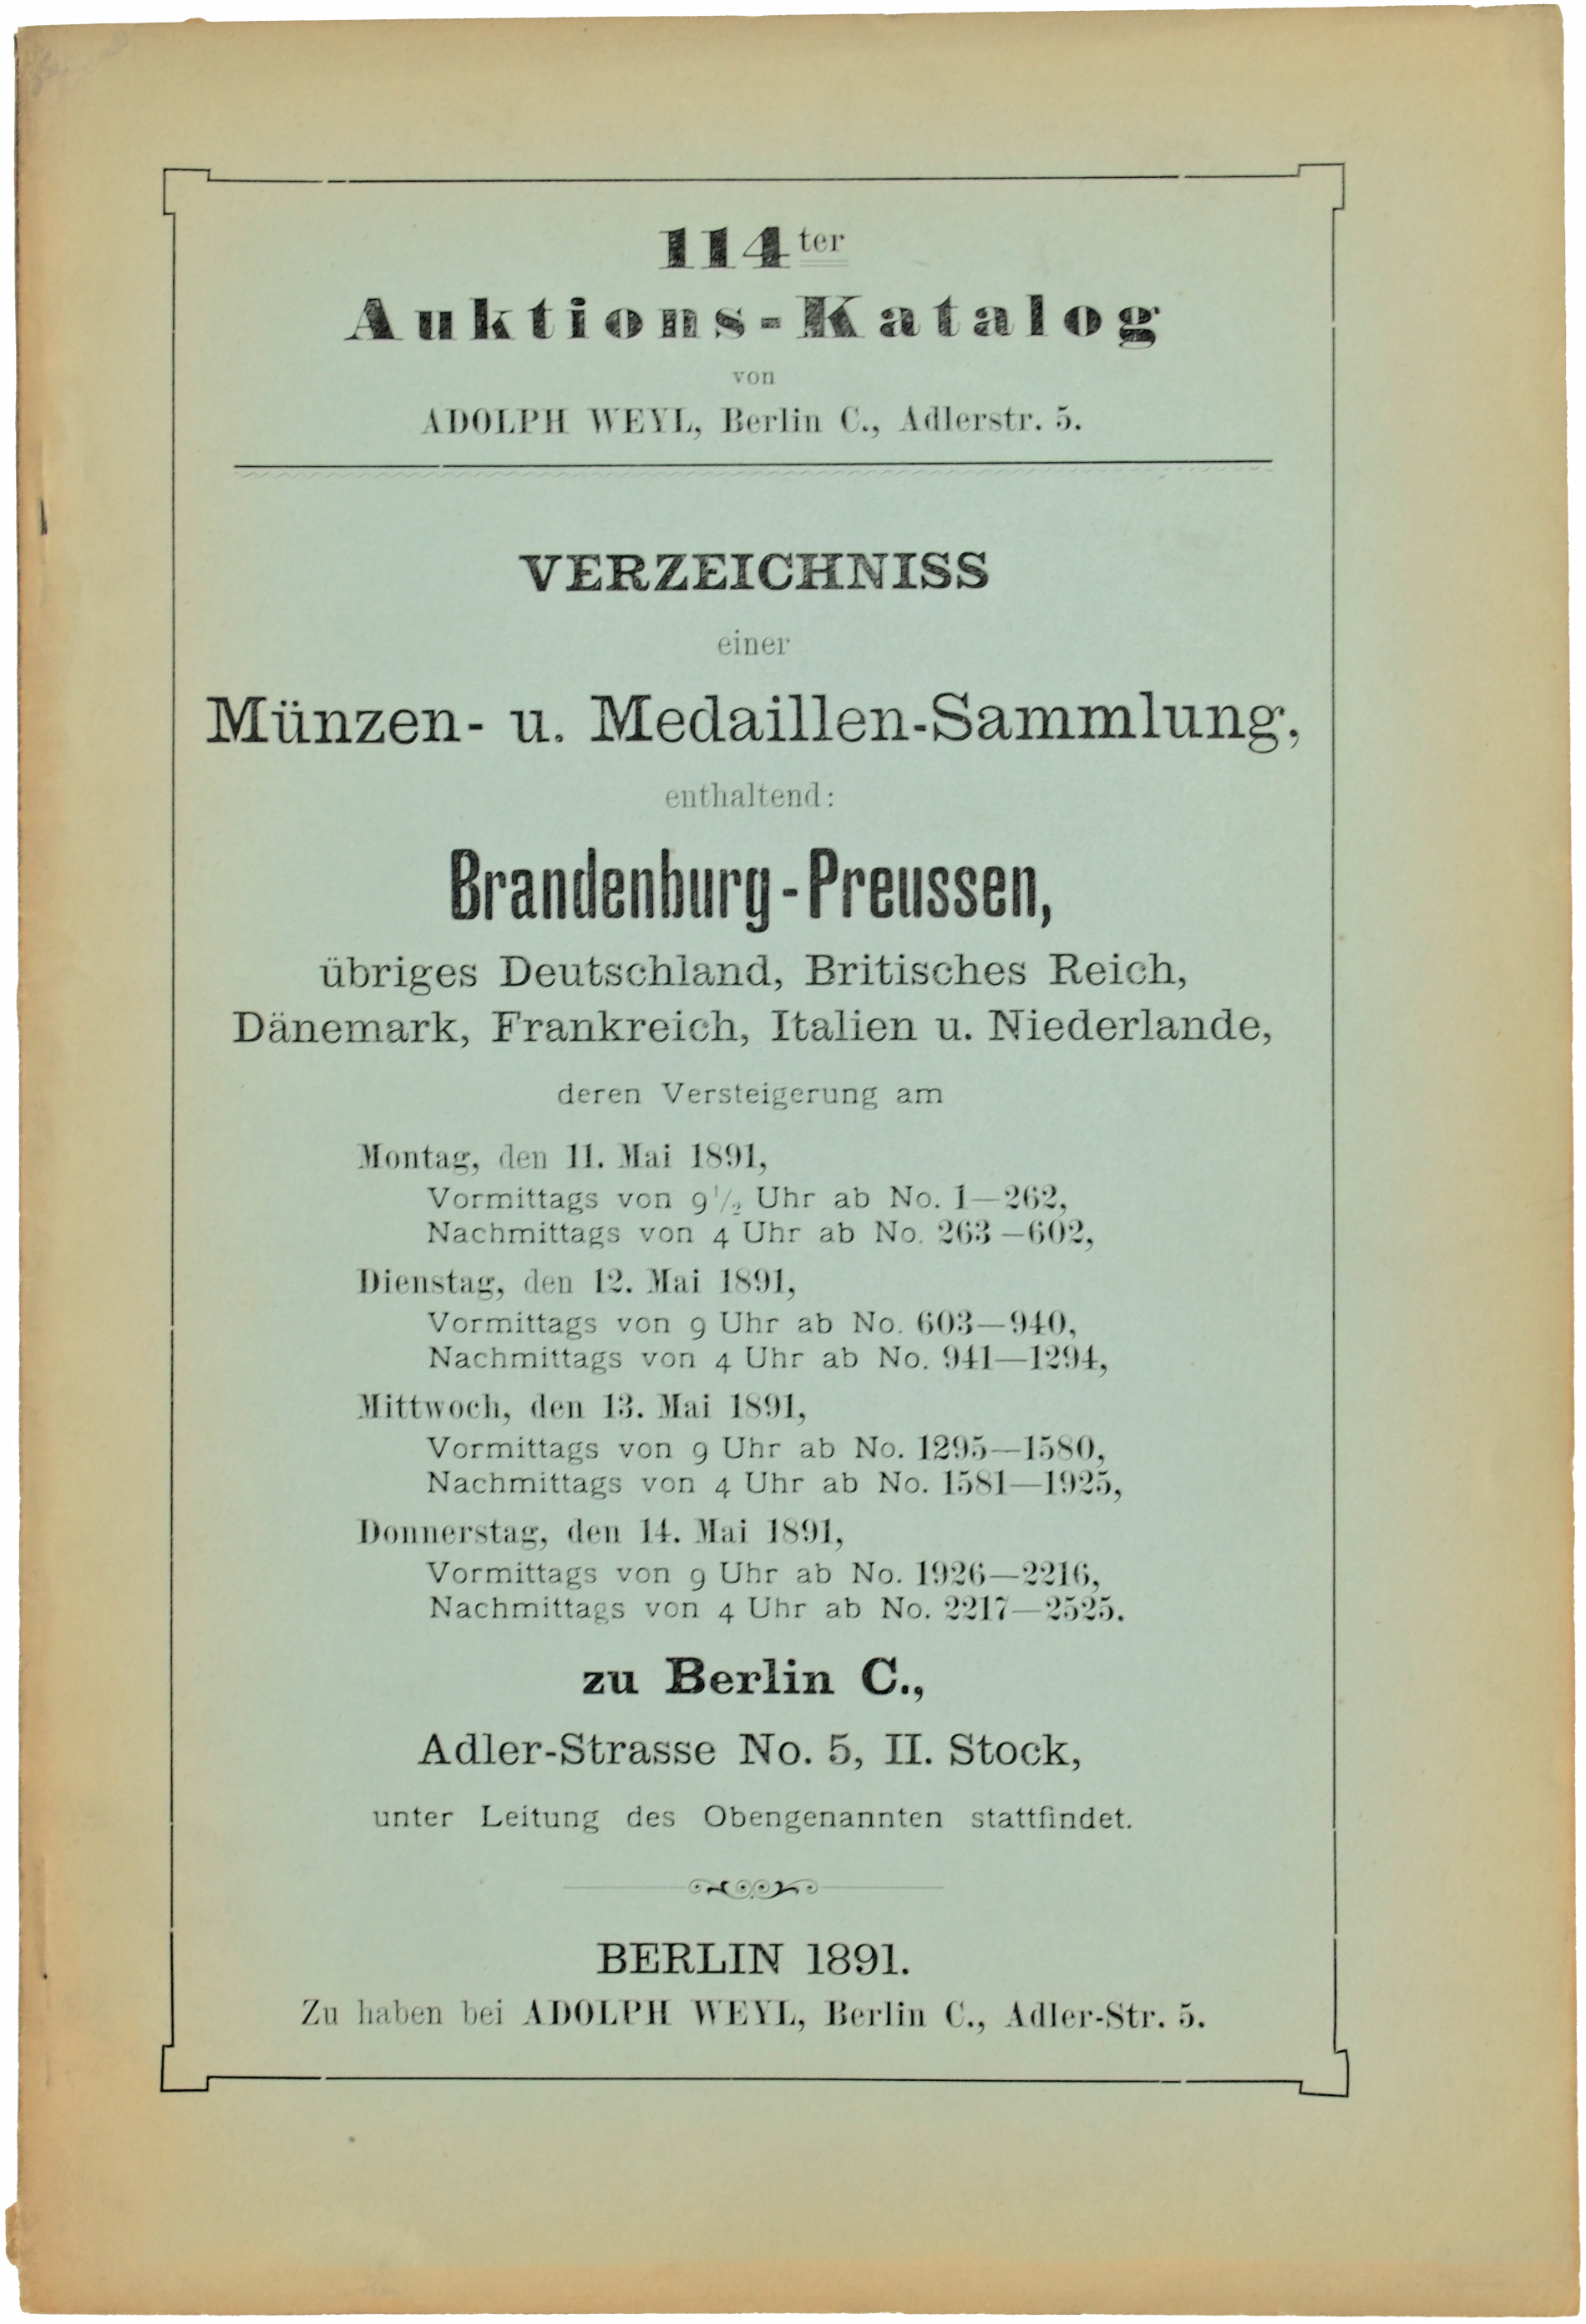 114ter
Auktions-Katalog
von
ADOLPH WEYL, Berlin C., Adlerstr. 5.
VERZEICHNISS
einer
Münzen- u. Medaillen-Sammlung,
enthaltend:
Brandenburg-Preussen,
übriges Deutschland, Britisches Reich,
Dänemark, Frankreich, Italien u. Niederlande,
deren Versteigerung am
Montag, den 11. Mai 1891,
Vormittags von 9 1/2 Uhr ab No. 1—262,
Nachmittags von 4 Uhr ab No. 263—602,
Dienstag, den 12. Mai 1891,
Vormittags von 9 Uhr ab No. 603—940,
Nachmittags von 4 Uhr ab No. 941—1294,
Mittwoch, den 13. Mai 1891,
Vormittags von 9 Uhr ab No. 1295—1580,
Nachmittags von 4 Uhr ab No. 1581—1925,
Donnerstag, den 14. Mai 1891,
Vormittags von 9 Uhr ab No. 1926—2216,
Nachmittags von 4 Uhr ab No. 2217—2525.
zu Berlin C.,
Adler-Strasse No. 5, II. Stock,
unter Leitung des Obengenannten stattfindet.
BERLIN 1891.
Zu haben bei ADOLPH WEYL, Berlin C., Adler-Str. 5.